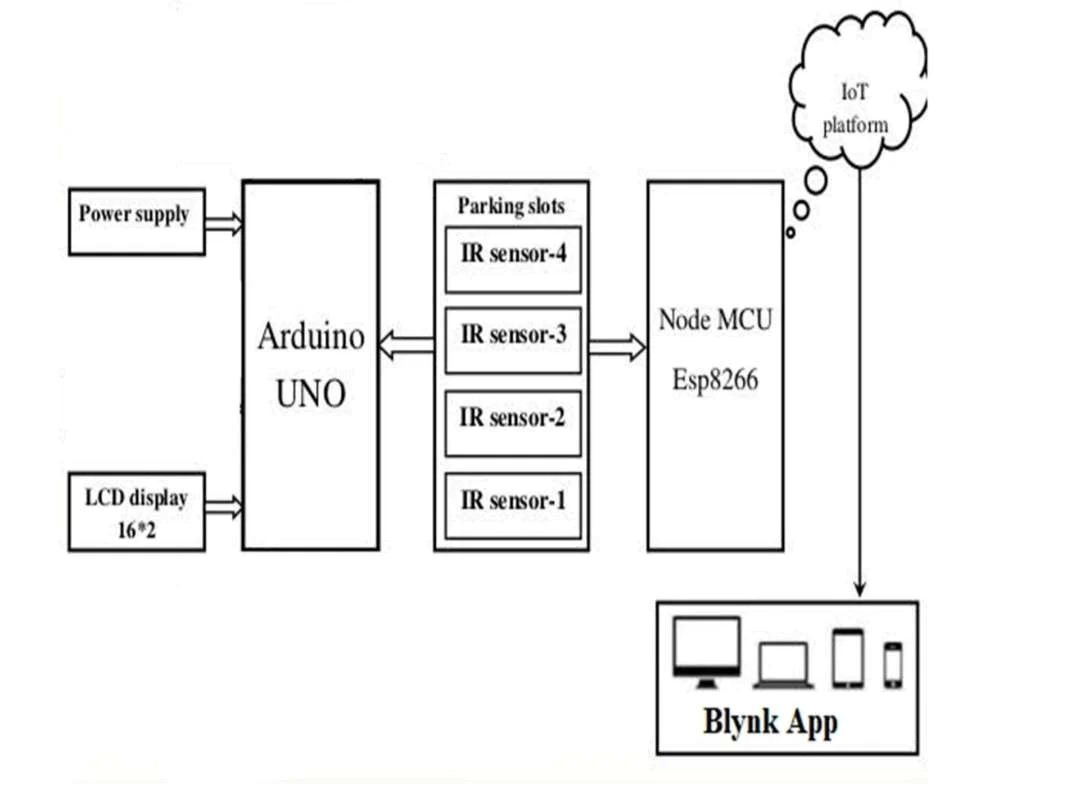 IoT
platform
Power supply
Parking slots
IR sensor-4
Arduino
UNO
IR sensor-3
Node MCU
Esp8266
IR sensor-2
LCD display
16*2
IR sensor-1
Blynk App